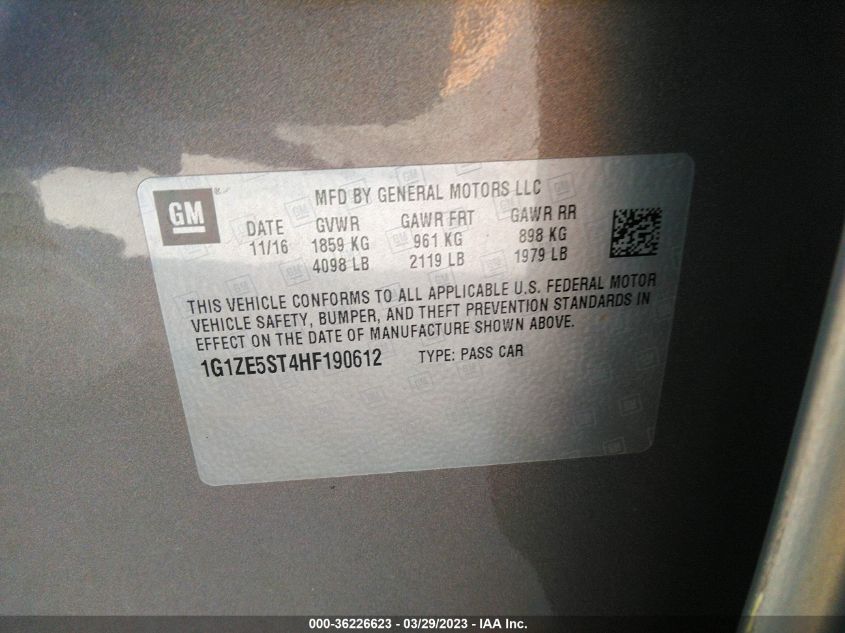 GM
MFD BY GENERAL MOTORS LLC
DATE GVWR GAWR FRT GAWR RR
11/16 1859 KG 961 KG 898 KG
4098 LB 2119 LB 1979 LB
THIS VEHICLE CONFORMS TO ALL APPLICABLE U.S. FEDERAL MOTOR
VEHICLE SAFETY, BUMPER, AND THEFT PREVENTION STANDARDS IN
EFFECT ON THE DATE OF MANUFACTURE SHOWN ABOVE.
1G1ZE5ST4HF190612 TYPE: PASS CAR
000-36226623 - 03/29/2023 - IAA Inc.